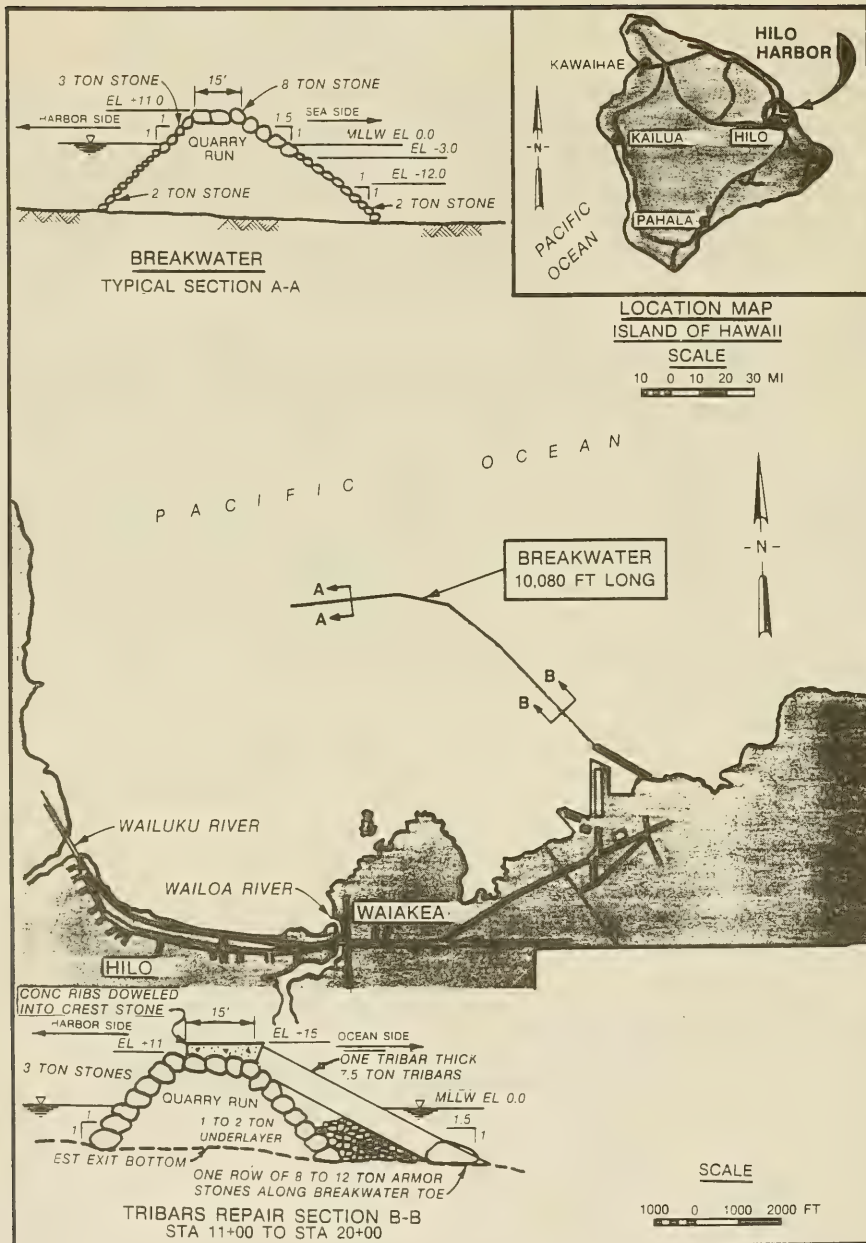 3 TON STONE
15'
8 TON STONE
EL +11.0
HARBOR SIDE
SEA SIDE
1
1
QUARRY
RUN
1.5
1
MLLW EL 0.0
EL -3.0
EL -12.0
1
1
2 TON STONE
2 TON STONE
BREAKWATER
TYPICAL SECTION A-A
HILO
HARBOR
KAWAIHAE
-N-
KAILUA
HILO
PAHALA
PACIFIC
OCEAN
LOCATION MAP
ISLAND OF HAWAII
SCALE
10 0 10 20 30 MI
PACIFIC OCEAN
-N-
BREAKWATER
10,080 FT LONG
A
A
B
B
WAILUKU RIVER
WAILOA RIVER
WAIAKEA
HILO
CONC RIBS DOWELED
INTO CREST STONE
15'
HARBOR SIDE
EL +15
OCEAN SIDE
EL +11
ONE TRIBAR THICK
7.5 TON TRIBARS
3 TON STONES
QUARRY RUN
MLLW EL 0.0
1
1
1 TO 2 TON
UNDERLAYER
1.5
1
EST EXIT BOTTOM
ONE ROW OF 8 TO 12 TON ARMOR
STONES ALONG BREAKWATER TOE
TRIBARS REPAIR SECTION B-B
STA 11+00 TO STA 20+00
SCALE
1000 0 1000 2000 FT